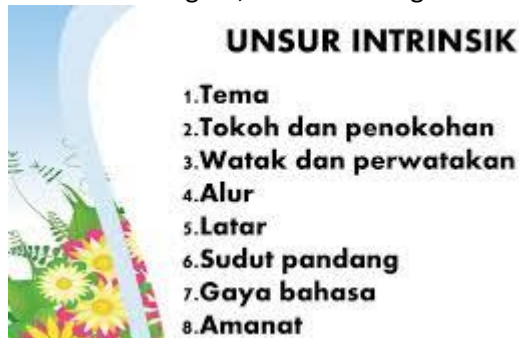 UNSUR INTRINSIK
1.Tema
2.Tokoh dan penokohan
3.Watak dan perwatakan
4.Alur
5.Latar
6.Sudut pandang
7.Gaya bahasa
8.Amanat